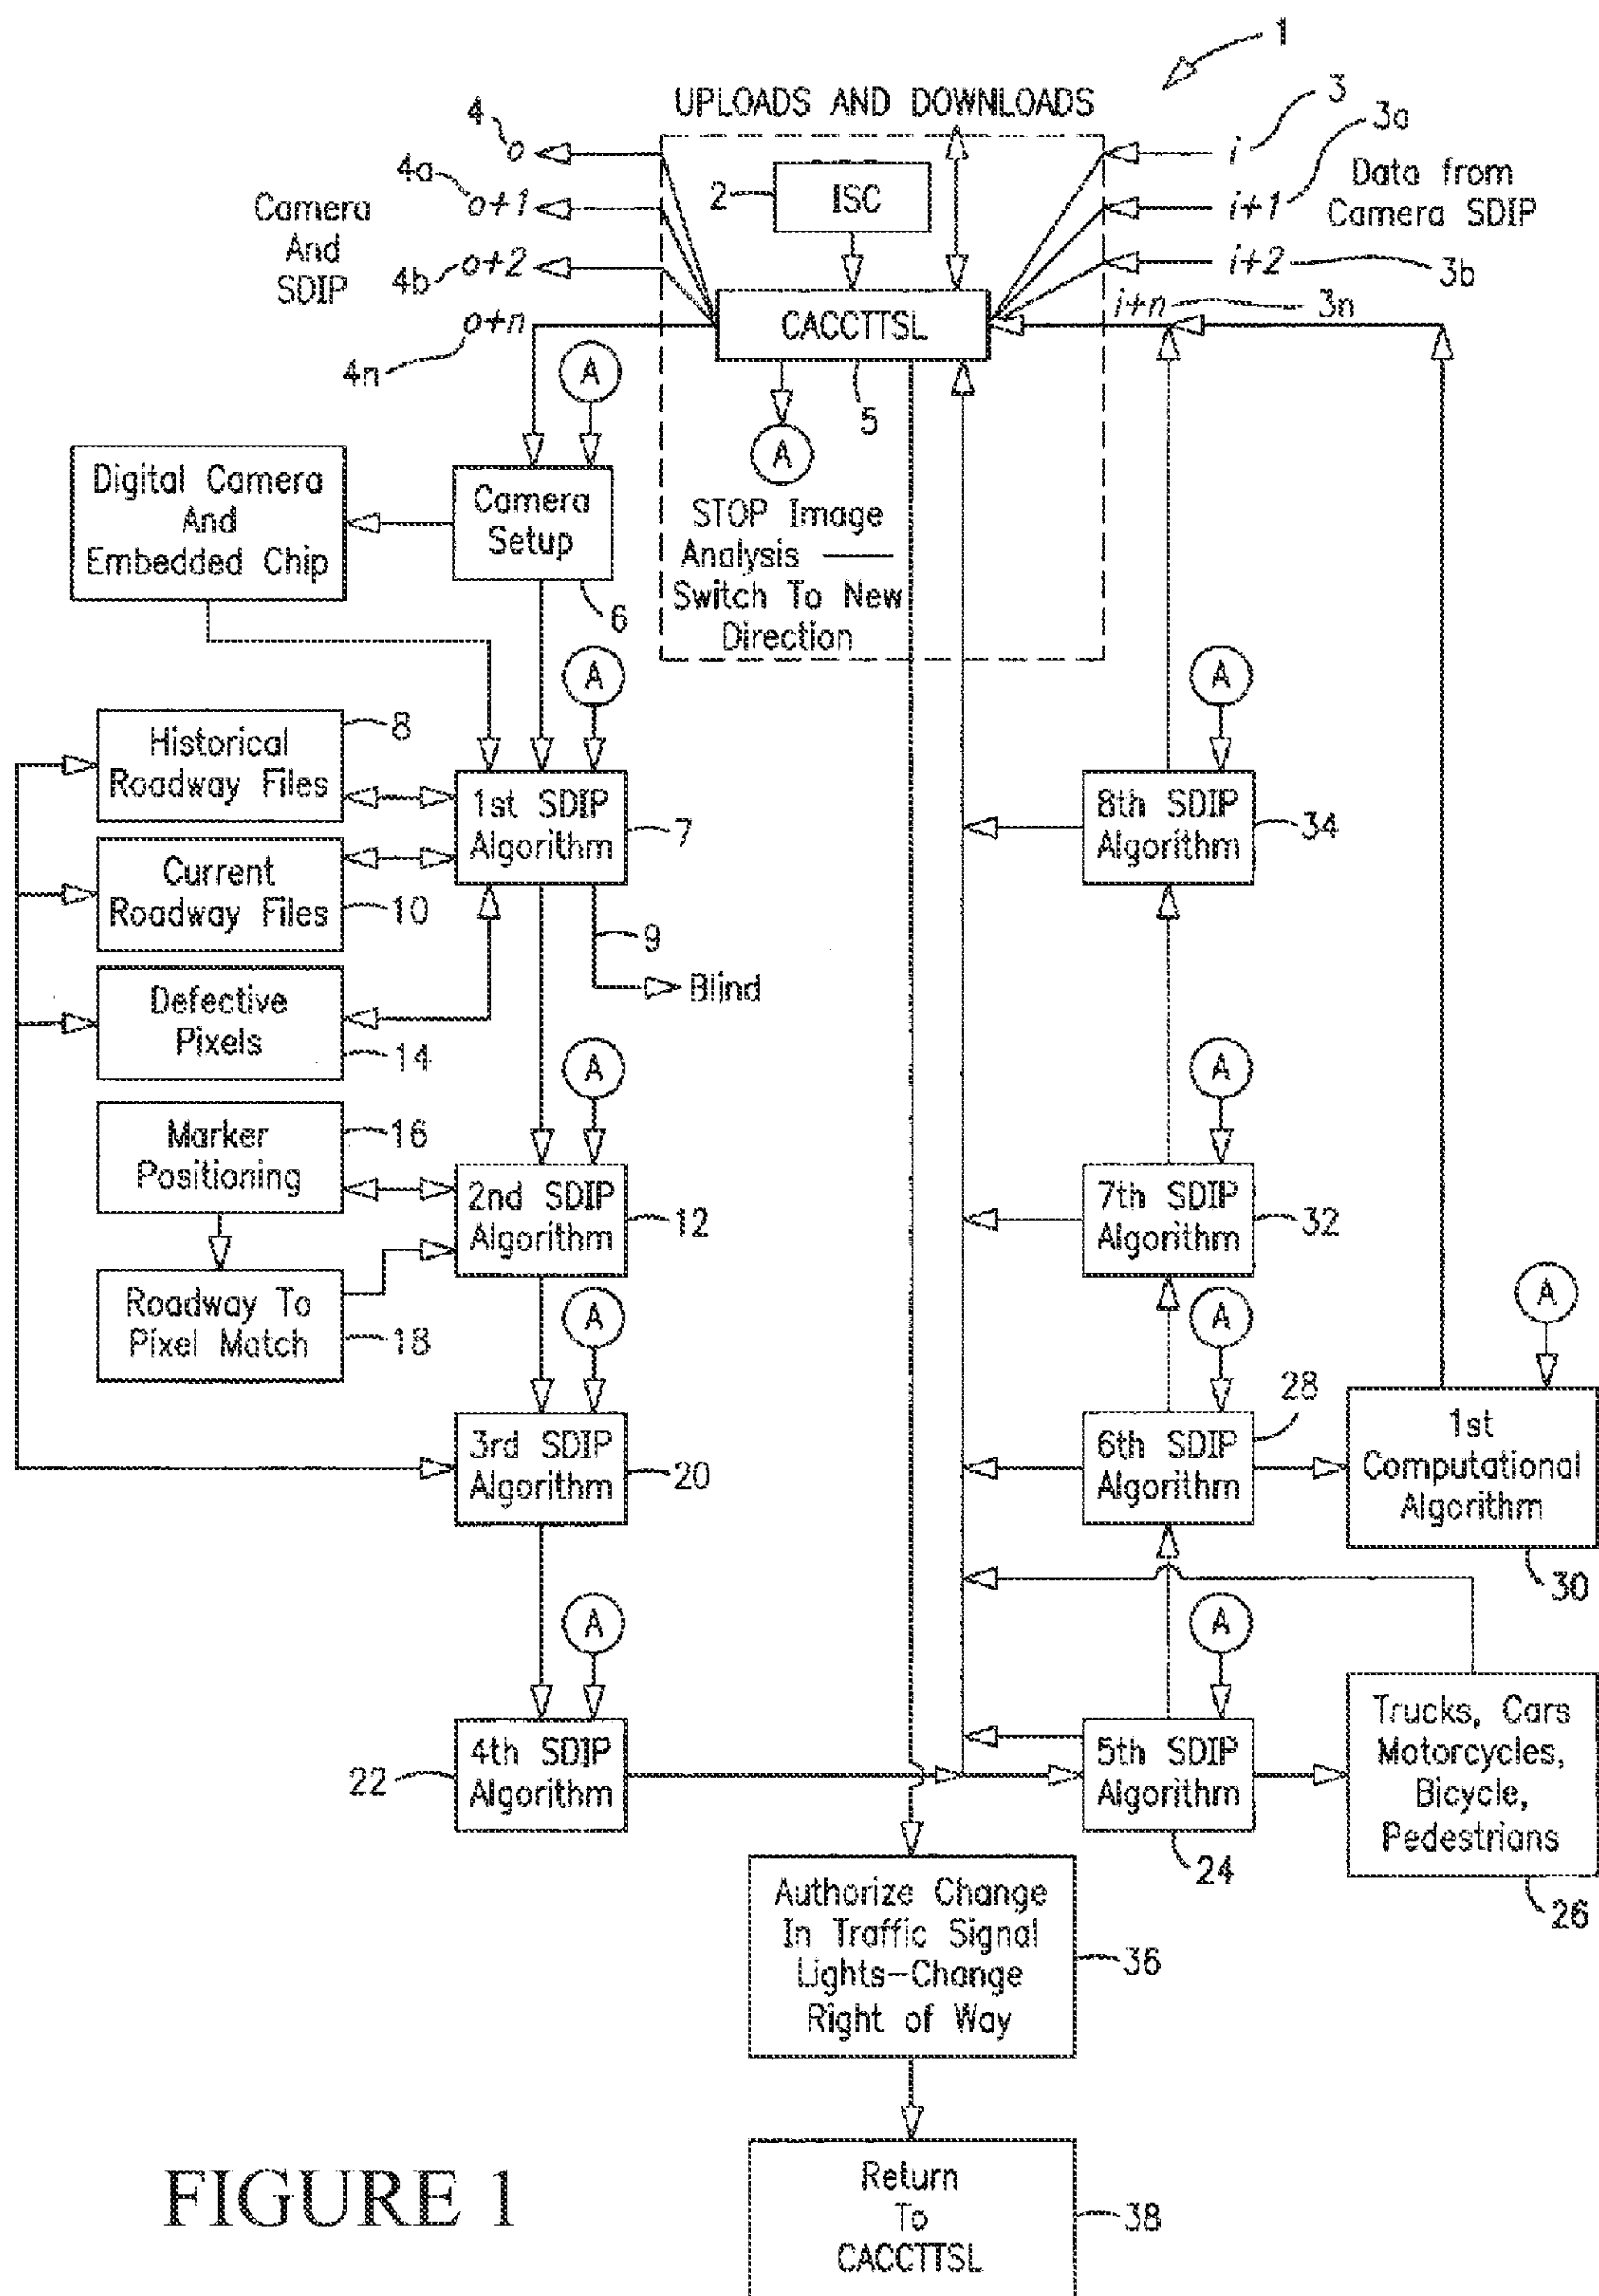 1
UPLOADS AND DOWNLOADS
4
o
4a
o+1
4b
o+2
o+n
4n
Camera
And
SDIP
2
ISC
3
i
3a
i+1
i+2
3b
i+n
3n
Data from
Camera SDIP
CACCTTSL
5
A
A
STOP Image
Analysis —
Switch To New
Direction
Digital Camera
And
Embedded Chip
Camera
Setup
6
A
A
8
Historical
Roadway Files
1st SDIP
Algorithm
7
8th SDIP
Algorithm
34
Current
Roadway Files
10
9
Blind
Defective
Pixels
14
A
A
Marker
Positioning
16
2nd SDIP
Algorithm
12
7th SDIP
Algorithm
32
Roadway To
Pixel Match
18
A
A
A
3rd SDIP
Algorithm
20
28
6th SDIP
Algorithm
1st
Computational
Algorithm
30
A
A
4th SDIP
Algorithm
22
5th SDIP
Algorithm
24
Trucks, Cars
Motorcycles,
Bicycle,
Pedestrians
26
Authorize Change
In Traffic Signal
Lights–Change
Right of Way
36
Return
To
CACCTTSL
38
FIGURE 1